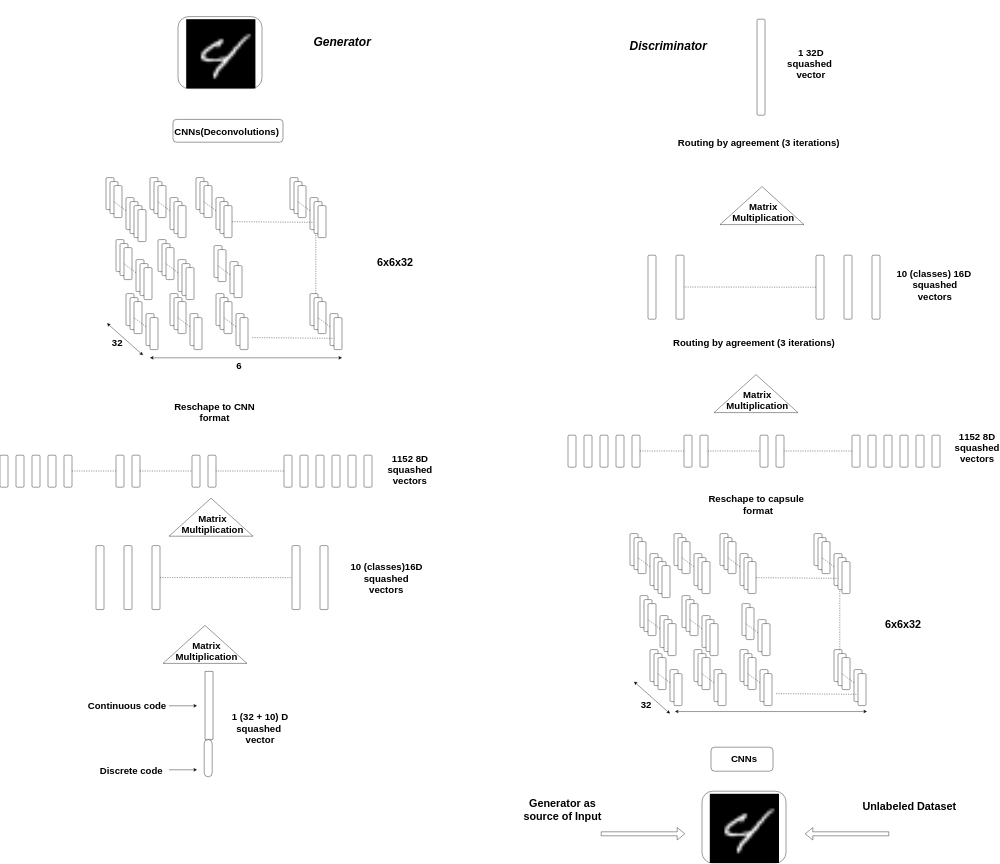 Generator
CNNs(Deconvolutions)
6x6x32
32
6
Reschape to CNN
format
1152 8D
squashed
vectors
Matrix
Multiplication
10 (classes)16D
squashed
vectors
Matrix
Multiplication
Continuous code
1 (32 + 10) D
squashed
vector
Discrete code
Discriminator
1 32D
squashed
vector
Routing by agreement (3 iterations)
Matrix
Multiplication
10 (classes) 16D
squashed
vectors
Routing by agreement (3 iterations)
Matrix
Multiplication
1152 8D
squashed
vectors
Reschape to capsule
format
6x6x32
32
CNNs
Generator as
source of Input
Unlabeled Dataset
4
4